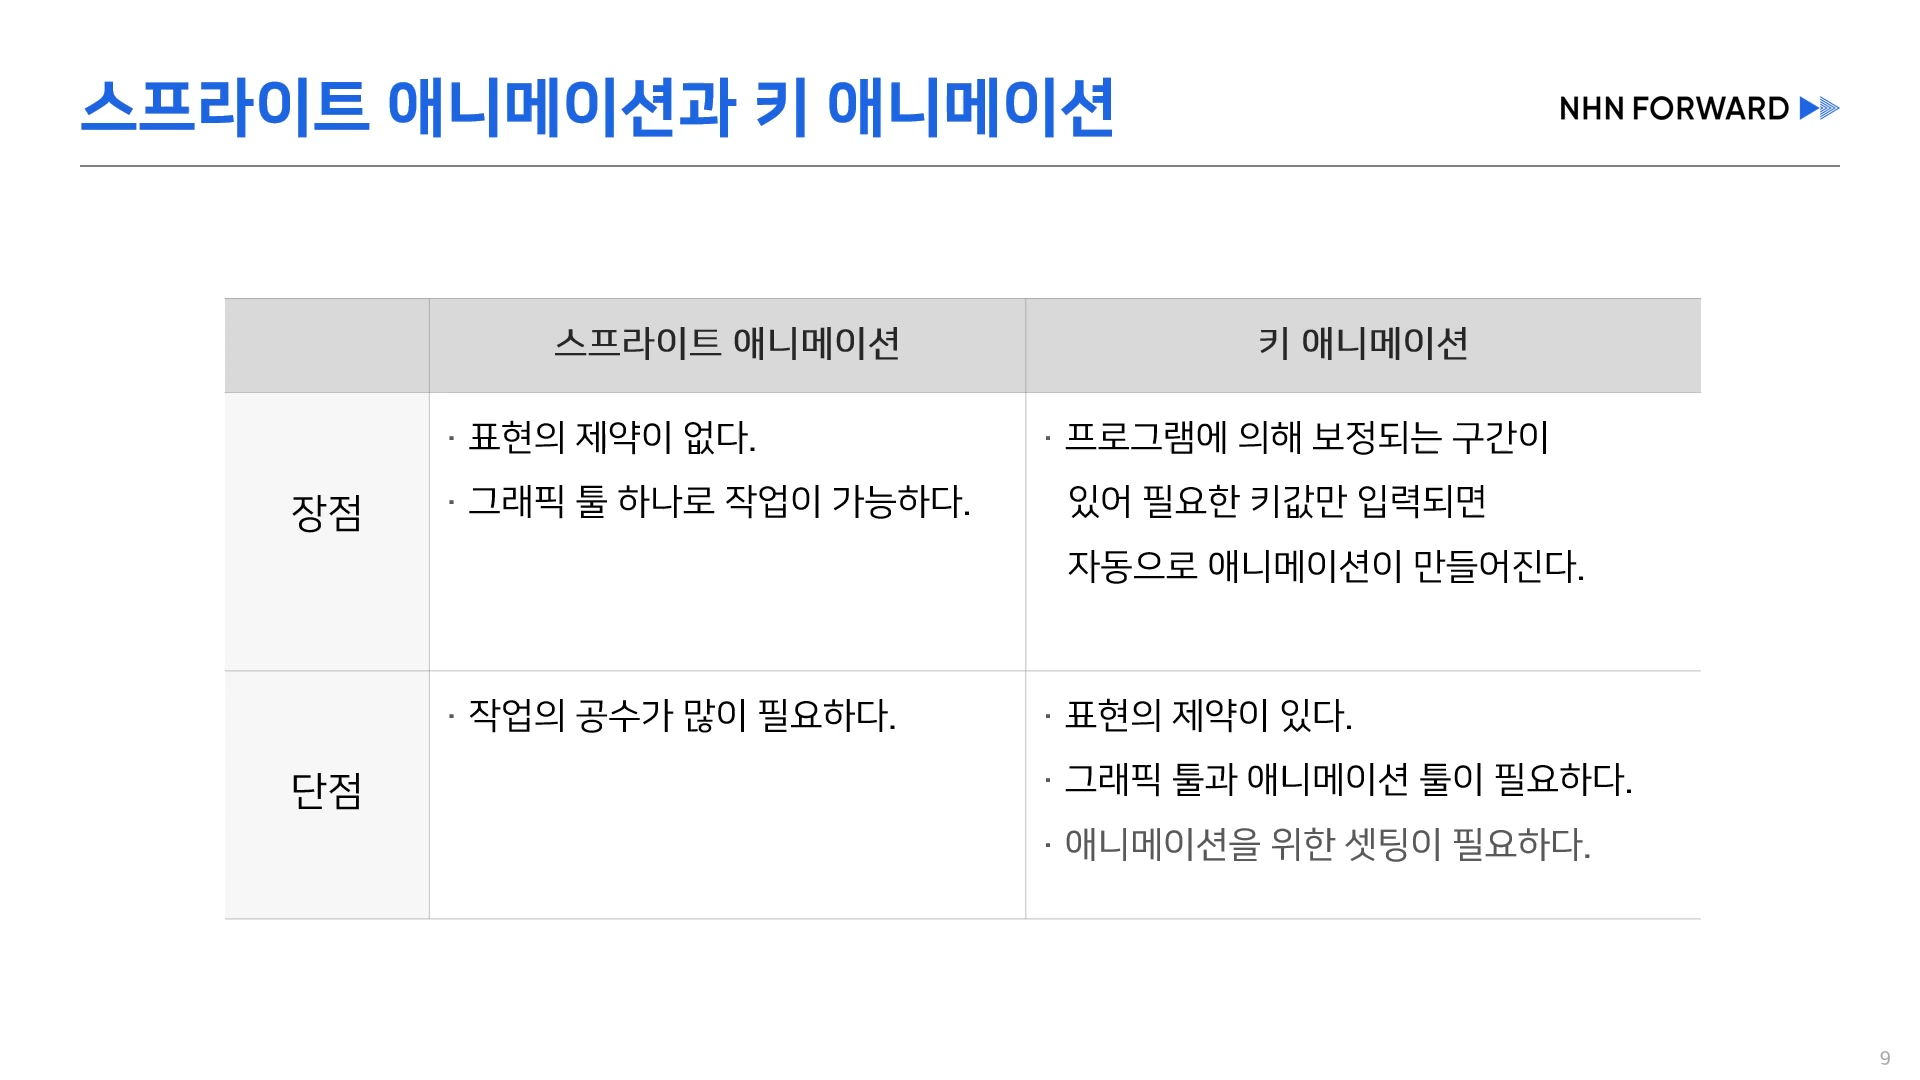 스프라이트 애니메이션과 키 애니메이션
NHN FORWARD
스프라이트 애니메이션
키 애니메이션
장점
· 표현의 제약이 없다.
· 그래픽 툴 하나로 작업이 가능하다.
· 프로그램에 의해 보정되는 구간이
있어 필요한 키값만 입력되면
자동으로 애니메이션이 만들어진다.
단점
· 작업의 공수가 많이 필요하다.
· 표현의 제약이 있다.
· 그래픽 툴과 애니메이션 툴이 필요하다.
· 애니메이션을 위한 셋팅이 필요하다.
9